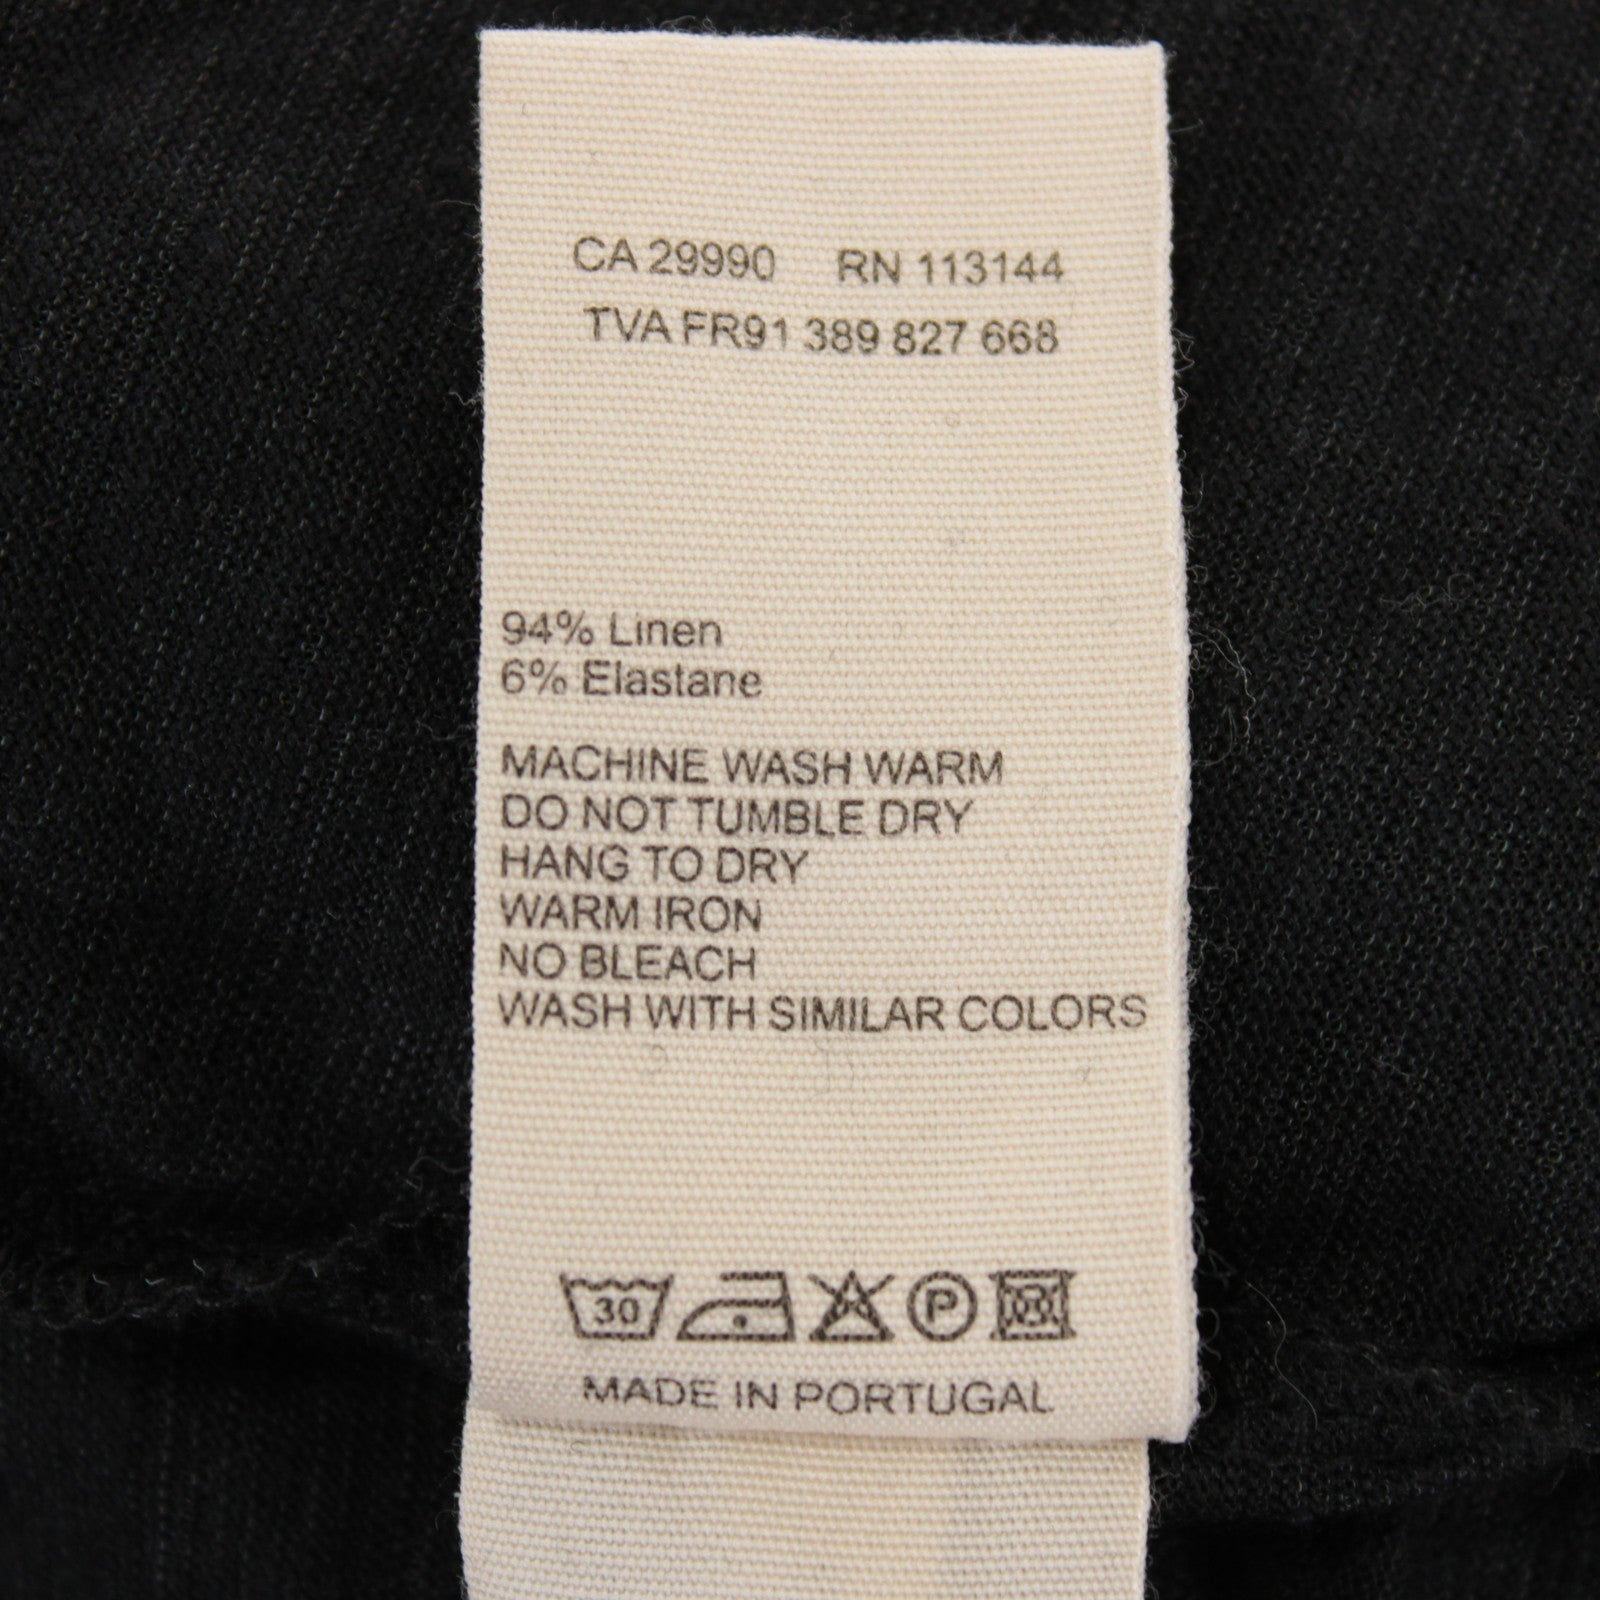 CA 29990 RN 113144
TVA FR91 389 827 668
94% Linen
6% Elastane
MACHINE WASH WARM
DO NOT TUMBLE DRY
HANG TO DRY
WARM IRON
NO BLEACH
WASH WITH SIMILAR COLORS
30 P
MADE IN PORTUGAL